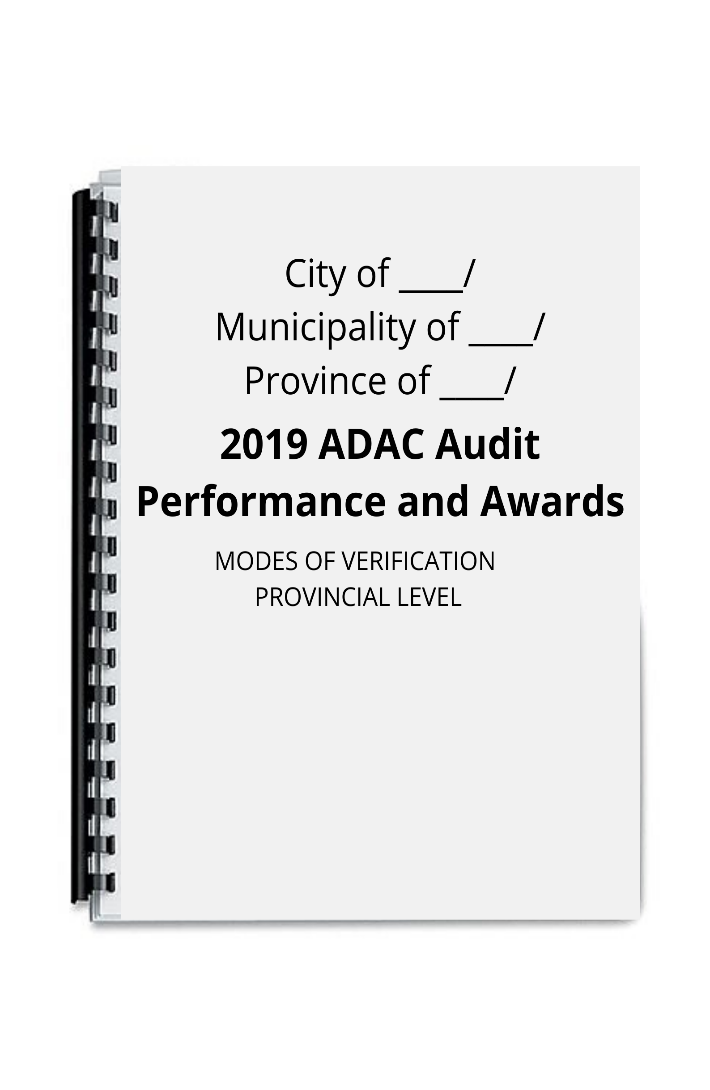 City of ____/
Municipality of ____/
Province of ____/
2019 ADAC Audit
Performance and Awards
MODES OF VERIFICATION
PROVINCIAL LEVEL